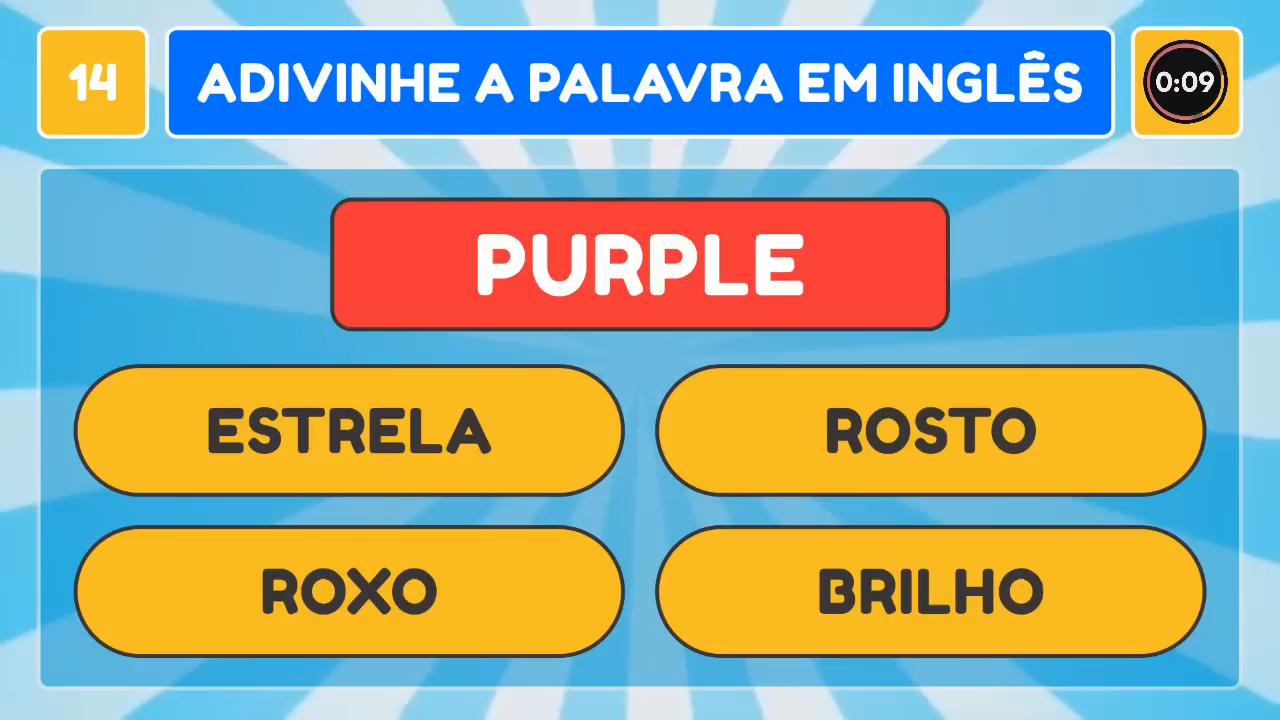 14
ADIVINHE A PALAVRA EM INGLÊS
0:09
PURPLE
ESTRELA
ROSTO
ROXO
BRILHO